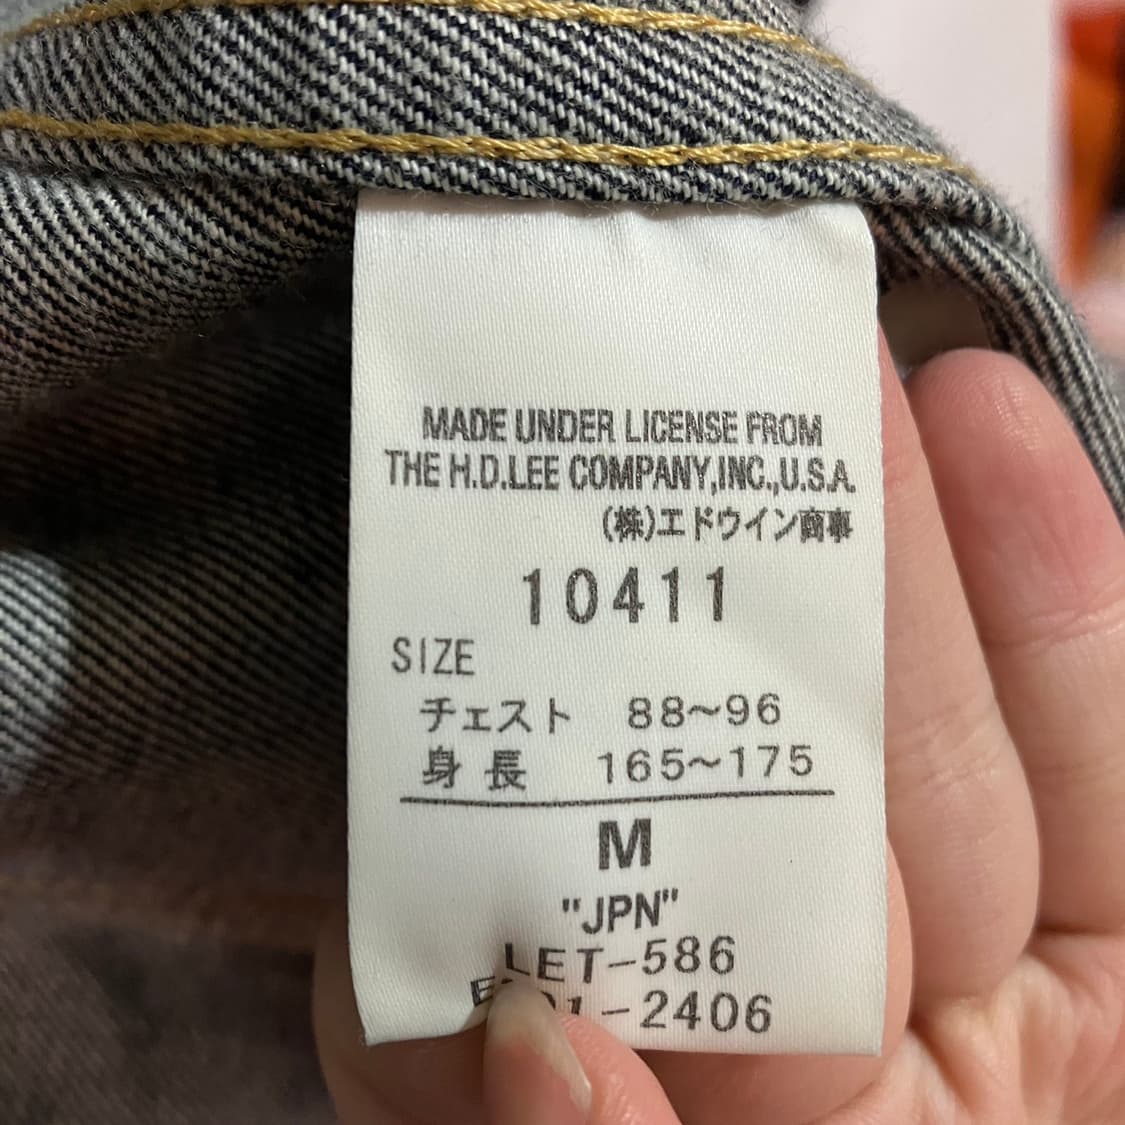 MADE UNDER LICENSE FROM
THE H.D.LEE COMPANY,INC.,U.S.A.
(株)エドウイン商事
10411
SIZE
チェスト 88~96
身長 165~175
M
"JPN"
LET-586
-2406